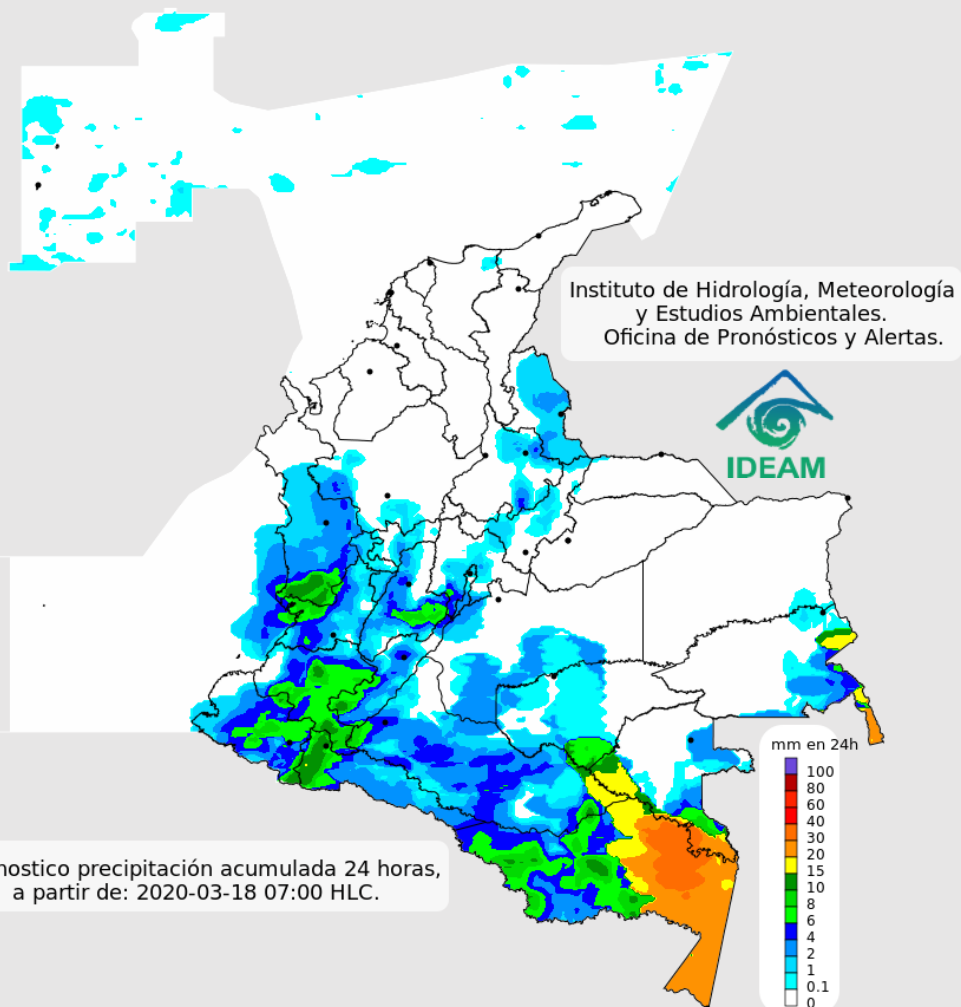 Instituto de Hidrología, Meteorología
y Estudios Ambientales.
Oficina de Pronósticos y Alertas.
IDEAM
mm en 24h
100
80
60
40
30
20
15
10
8
6
4
2
1
0.1
0
nostico precipitación acumulada 24 horas,
a partir de: 2020-03-18 07:00 HLC.